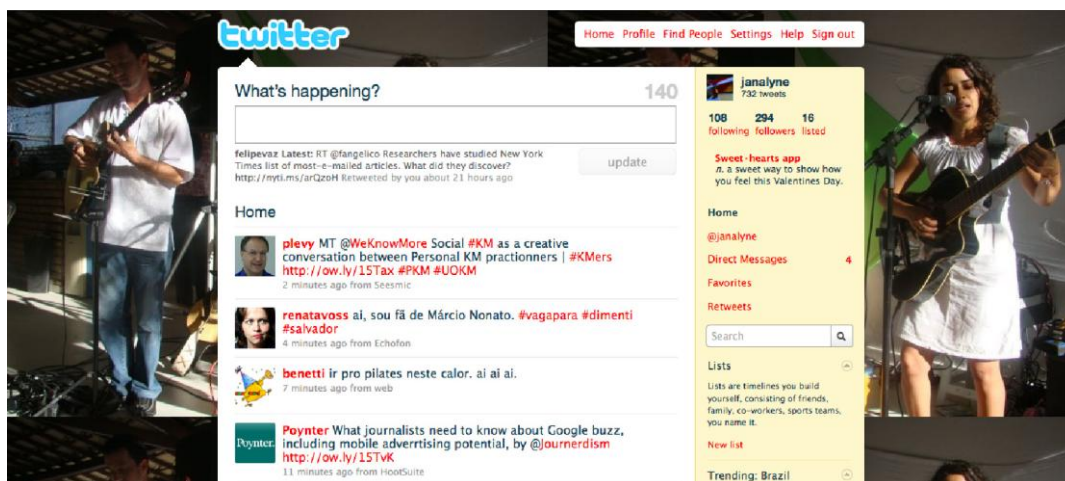 twitter
Home Profile Find People Settings Help Sign out
What's happening?
140
felipevaz Latest: RT @fangelico Researchers have studied New York
Times list of most-e-mailed articles. What did they discover?
http://nyti.ms/arQzoH Retweeted by you about 21 hours ago
update
Home
plevy MT @WeKnowMore Social #KM as a creative
conversation between Personal KM practionners | #KMers
http://ow.ly/15Tax #PKM #UOKM
2 minutes ago from Seesmic
renatavoss ai, sou fã de Márcio Nonato. #vagapara #dimenti
#salvador
4 minutes ago from Echofon
benetti ir pro pilates neste calor. ai ai ai.
7 minutes ago from web
Poynter.
Poynter What journalists need to know about Google buzz,
including mobile adverrtising potential, by @Journerdism
http://ow.ly/15TvK
11 minutes ago from HootSuite
janalyne
732 tweets
108 294 16
following followers listed
Sweet·hearts app
n. a sweet way to show how
you feel this Valentines Day.
Home
@janalyne
Direct Messages 4
Favorites
Retweets
Search
Lists
Lists are timelines you build
yourself, consisting of friends,
family, co-workers, sports teams,
you name it.
New list
Trending: Brazil